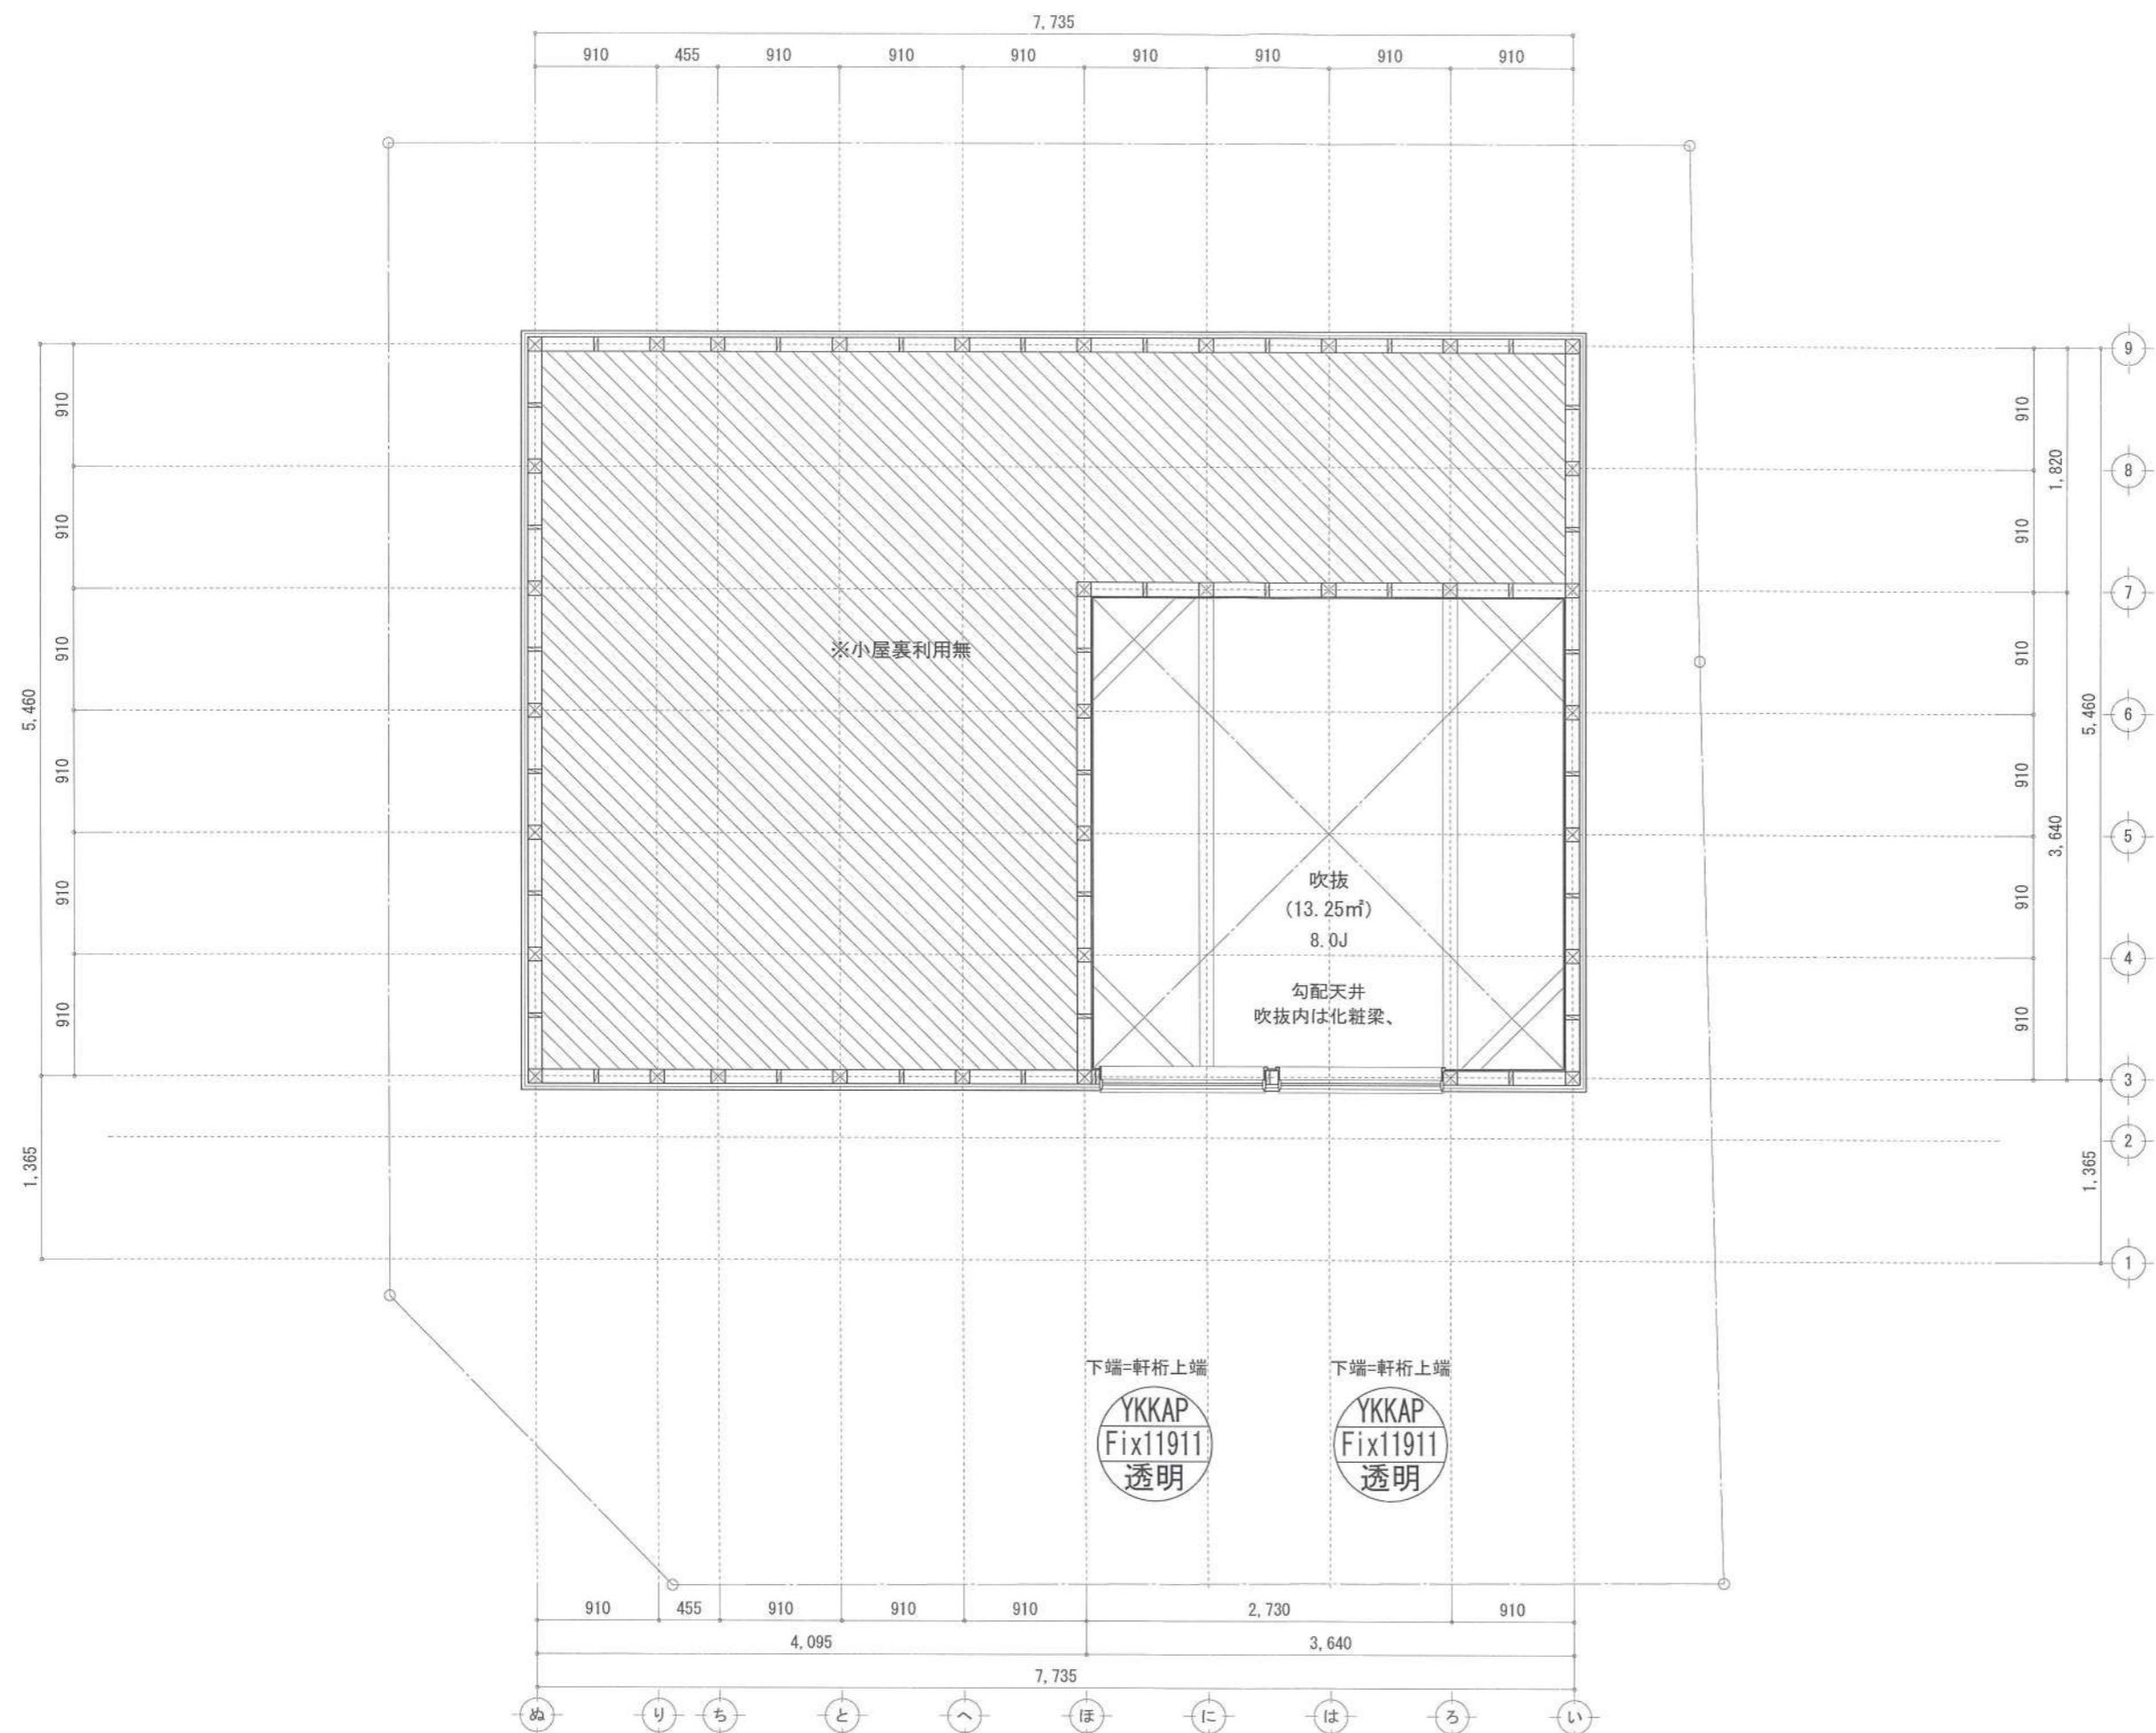 7,735
910 455 910 910 910 910 910 910 910
910
910
910
910
910
910
5,460
1,365
910
910
910
910
910
910
1,820
3,640
5,460
1,365
9
8
7
6
5
4
3
2
1
※小屋裏利用無
吹抜
(13.25㎡)
8.0J
勾配天井
吹抜内は化粧梁、
下端=軒桁上端
YKKAP
Fix11911
透明
下端=軒桁上端
YKKAP
Fix11911
透明
910 455 910 910 910 2,730 910
4,095 3,640
7,735
ぬ り ち と へ ほ に は ろ い